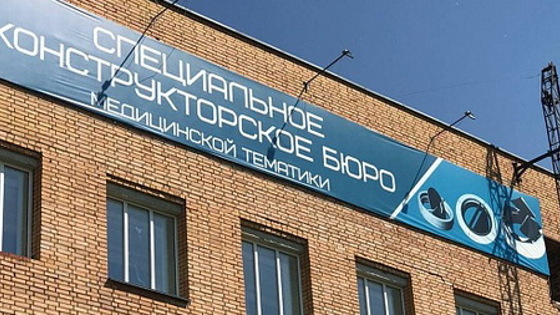 СПЕЦИАЛЬНОЕ
КОНСТРУКТОРСКОЕ БЮРО
МЕДИЦИНСКОЙ ТЕМАТИКИ